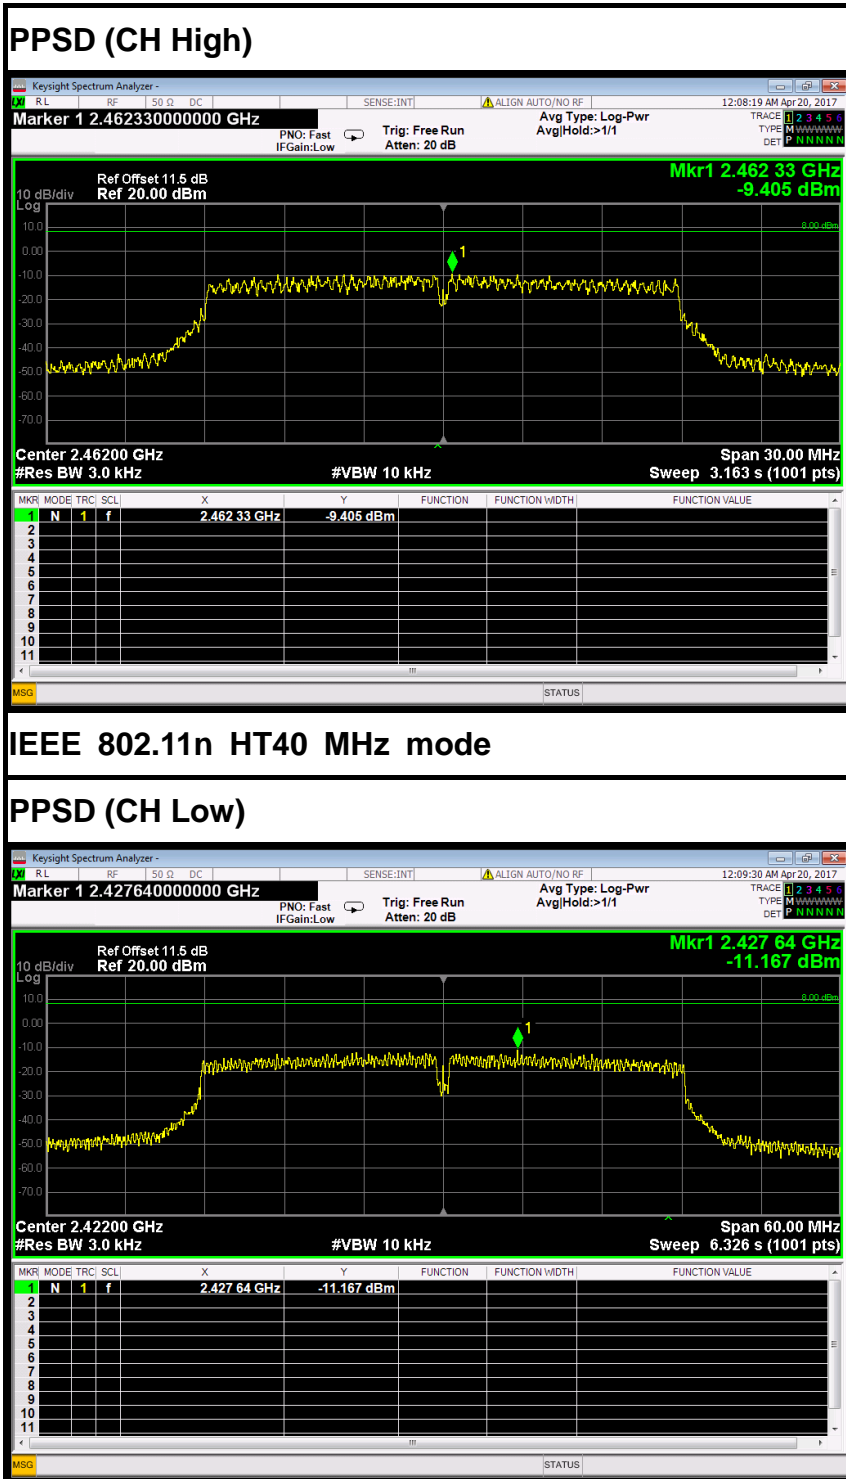 PPSD (CH High)
Keysight Spectrum Analyzer -
LXI RL RF 50 Ω DC SENSE:INT ALIGN AUTO/NO RF 12:08:19 AM Apr 20, 2017
Marker 1 2.462330000000 GHz
PNO: Fast
IFGain:Low
Trig: Free Run
Atten: 20 dB
Avg Type: Log-Pwr
Avg|Hold:>1/1
TRACE 1 2 3 4 5 6
TYPE M WWWWW
DET P N N N N N
Mkr1 2.462 33 GHz
-9.405 dBm
Ref Offset 11.5 dB
10 dB/div Ref 20.00 dBm
Log
10.0
8.00 dBm
0.00
1
-10.0
-20.0
-30.0
-40.0
-50.0
-60.0
-70.0
Center 2.46200 GHz Span 30.00 MHz
#Res BW 3.0 kHz #VBW 10 kHz Sweep 3.163 s (1001 pts)
MKR MODE TRC SCL X Y FUNCTION FUNCTION WIDTH FUNCTION VALUE
1 N 1 f 2.462 33 GHz -9.405 dBm
2
3
4
5
6
7
8
9
10
11
MSG STATUS
IEEE 802.11n HT40 MHz mode
PPSD (CH Low)
Keysight Spectrum Analyzer -
LXI RL RF 50 Ω DC SENSE:INT ALIGN AUTO/NO RF 12:09:30 AM Apr 20, 2017
Marker 1 2.427640000000 GHz
PNO: Fast
IFGain:Low
Trig: Free Run
Atten: 20 dB
Avg Type: Log-Pwr
Avg|Hold:>1/1
TRACE 1 2 3 4 5 6
TYPE M WWWWW
DET P N N N N N
Mkr1 2.427 64 GHz
-11.167 dBm
Ref Offset 11.5 dB
10 dB/div Ref 20.00 dBm
Log
10.0
8.00 dBm
0.00
1
-10.0
-20.0
-30.0
-40.0
-50.0
-60.0
-70.0
Center 2.42200 GHz Span 60.00 MHz
#Res BW 3.0 kHz #VBW 10 kHz Sweep 6.326 s (1001 pts)
MKR MODE TRC SCL X Y FUNCTION FUNCTION WIDTH FUNCTION VALUE
1 N 1 f 2.427 64 GHz -11.167 dBm
2
3
4
5
6
7
8
9
10
11
MSG STATUS